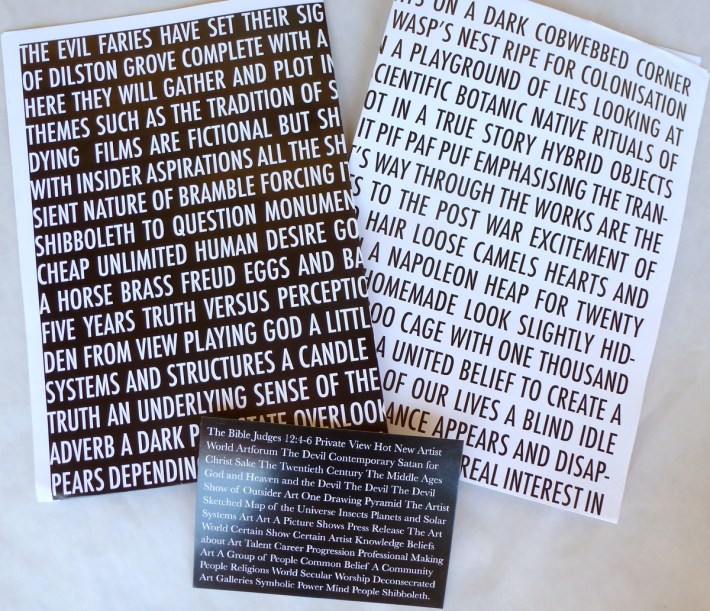 THE EVIL FARIES HAVE SET THEIR SIG
OF DILSTON GROVE COMPLETE WITH A
HERE THEY WILL GATHER AND PLOT IN
THEMES SUCH AS THE TRADITION OF S
DYING FILMS ARE FICTIONAL BUT SH
WITH INSIDER ASPIRATIONS ALL THE SH
SIENT NATURE OF BRAMBLE FORCING IT
SHIBBOLETH TO QUESTION MONUMEN
CHEAP UNLIMITED HUMAN DESIRE GO
A HORSE BRASS FREUD EGGS AND BA
FIVE YEARS TRUTH VERSUS PERCEPTIO
DEN FROM VIEW PLAYING GOD A LITTL
SYSTEMS AND STRUCTURES A CANDLE
TRUTH AN UNDERLYING SENSE OF THE
ADVERB A DARK P STATE OVERLOOK
PEARS DEPENDING
TS ON A DARK COBWEBBED CORNER
WASP'S NEST RIPE FOR COLONISATION
N A PLAYGROUND OF LIES LOOKING AT
CIENTIFIC BOTANIC NATIVE RITUALS OF
OT IN A TRUE STORY HYBRID OBJECTS
IT PIF PAF PUF EMPHASISING THE TRAN-
'S WAY THROUGH THE WORKS ARE THE
S TO THE POST WAR EXCITEMENT OF
HAIR LOOSE CAMELS HEARTS AND
A NAPOLEON HEAP FOR TWENTY
HOMEMADE LOOK SLIGHTLY HID-
OO CAGE WITH ONE THOUSAND
A UNITED BELIEF TO CREATE A
OF OUR LIVES A BLIND IDLE
ANCE APPEARS AND DISAP-
REAL INTEREST IN
The Bible Judges 12:4-6 Private View Hot New Artist
World Artforum The Devil Contemporary Satan for
Christ Sake The Twentieth Century The Middle Ages
God and Heaven and the Devil The Devil The Devil
Show of Outsider Art One Drawing Pyramid The Artist
Sketched Map of the Universe Insects Planets and Solar
Systems Art Art A Picture Shows Press Release The Art
World Certain Show Certain Artist Knowledge Beliefs
about Art Talent Career Progression Professional Making
Art A Group of People Common Belief A Community
People Religions World Secular Worship Deconsecrated
Art Galleries Symbolic Power Mind People Shibboleth.